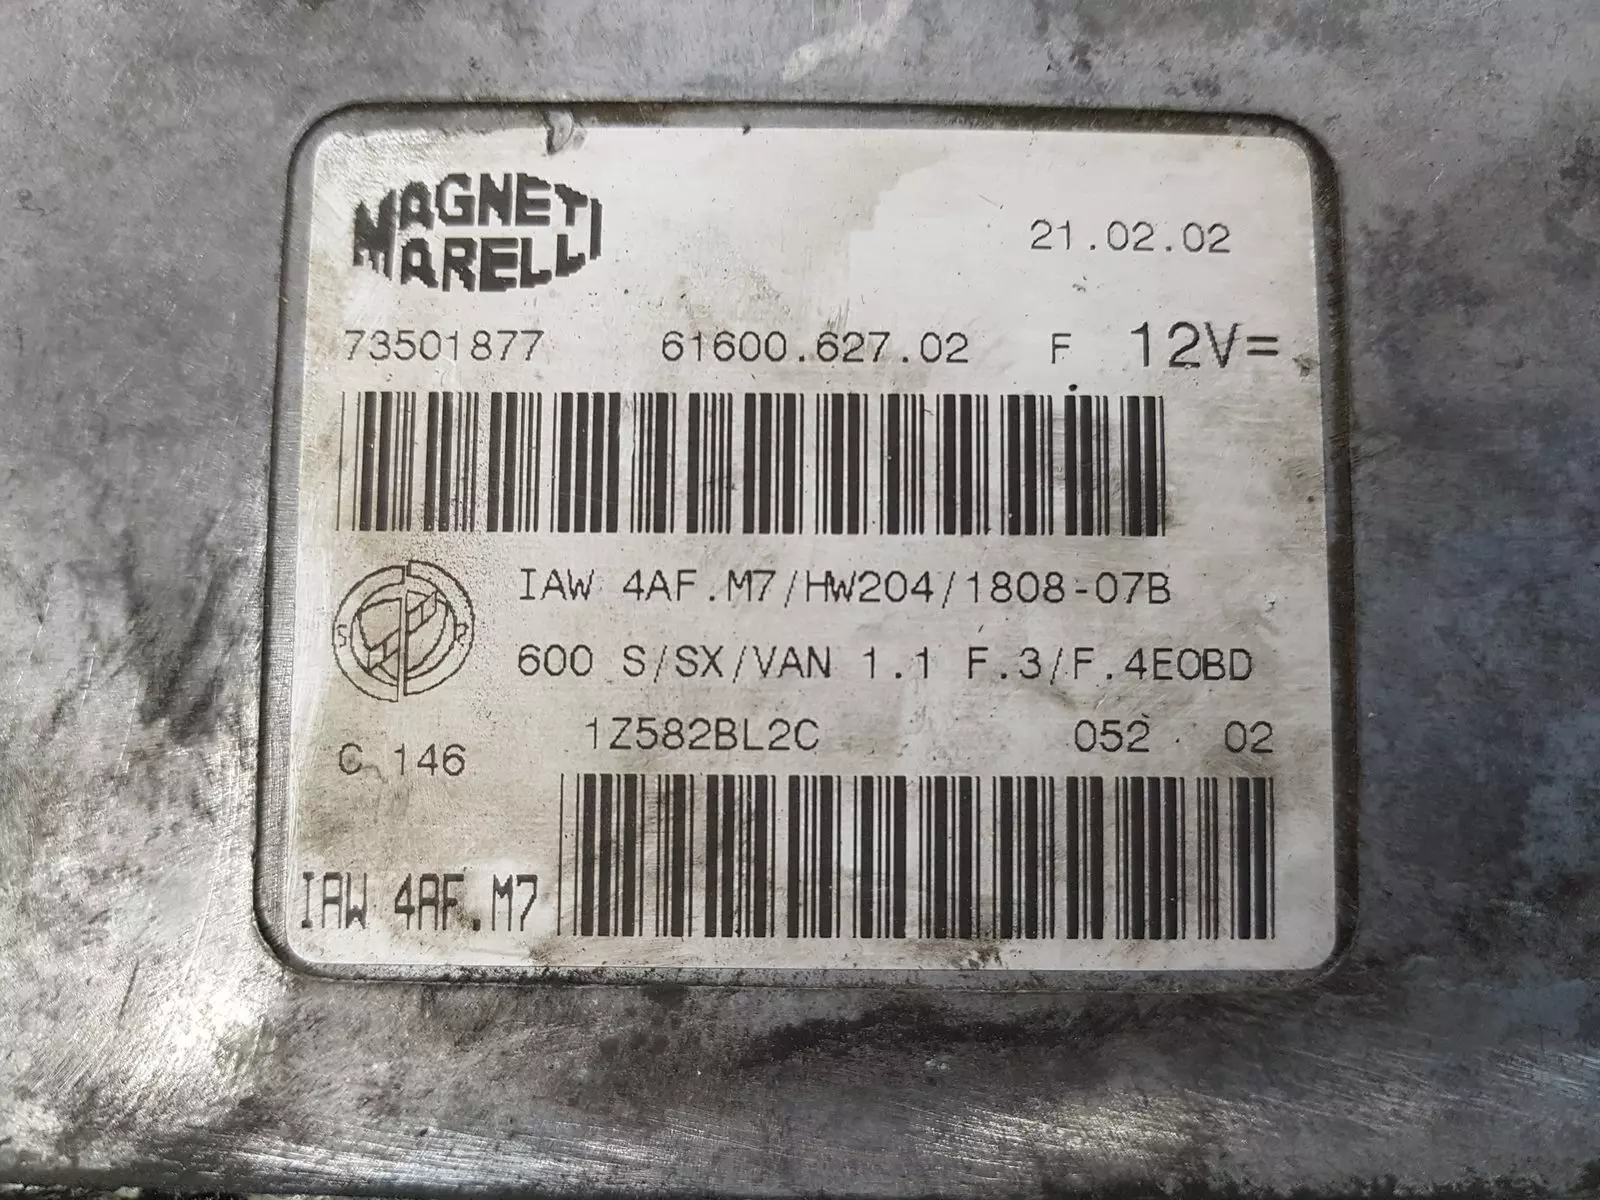 MAGNETI
MARELLI
21.02.02
73501877 61600.627.02 F 12V=
IAW 4AF.M7/HW204/1808-07B
S P
600 S/SX/VAN 1.1 F.3/F.4EOBD
1Z582BL2C 052 02
C 146
IAW 4AF.M7